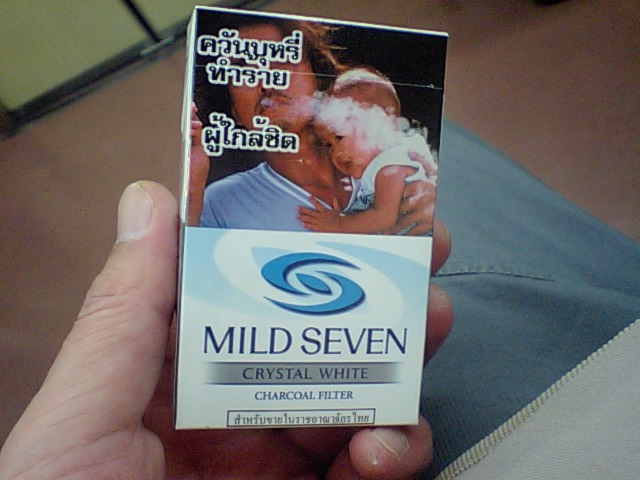 ควันบุหรี่
ทำร้าย
ผู้ใกล้ชิด
MILD SEVEN
CRYSTAL WHITE
CHARCOAL FILTER
สำหรับขายในราชอาณาจักรไทย